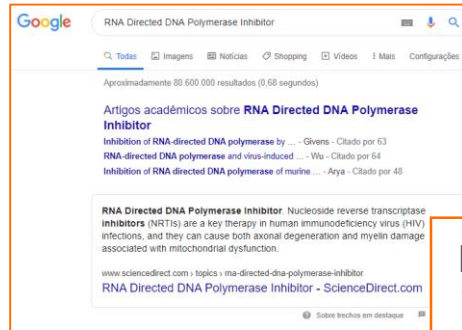 Google
RNA Directed DNA Polymerase Inhibitor
Todas Imagens Notícias Shopping Vídeos Mais Configurações
Aproximadamente 80.600.000 resultados (0,68 segundos)
Artigos acadêmicos sobre RNA Directed DNA Polymerase
Inhibitor
Inhibition of RNA-directed DNA polymerase by ... - Givens - Citado por 63
RNA-directed DNA polymerase and virus-induced ... - Wu - Citado por 64
Inhibition of RNA directed DNA polymerase of murine ... - Arya - Citado por 48
RNA Directed DNA Polymerase Inhibitor. Nucleoside reverse transcriptase
inhibitors (NRTIs) are a key therapy in human immunodeficiency virus (HIV)
infections, and they can cause both axonal degeneration and myelin damage
associated with mitochondrial dysfunction.
www.sciencedirect.com › topics › rna-directed-dna-polymerase-inhibitor
RNA Directed DNA Polymerase Inhibitor - ScienceDirect.com
Sobre trechos em destaque